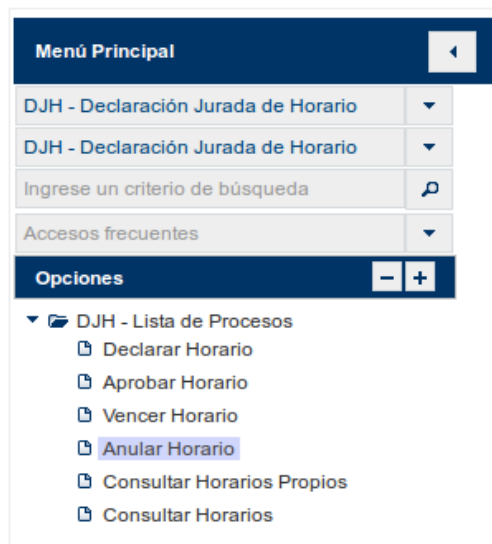 Menú Principal
DJH - Declaración Jurada de Horario
DJH - Declaración Jurada de Horario
Ingrese un criterio de búsqueda
Accesos frecuentes
Opciones
DJH - Lista de Procesos
Declarar Horario
Aprobar Horario
Vencer Horario
Anular Horario
Consultar Horarios Propios
Consultar Horarios